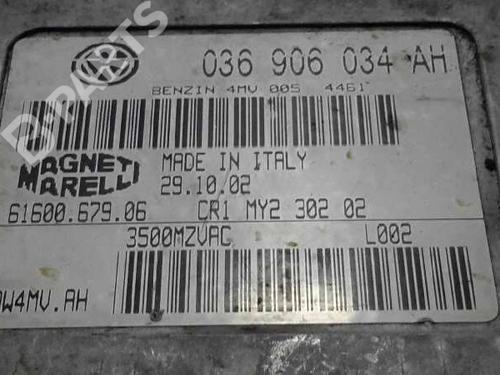 036 906 034 AH
BENZIN 4MV 005 4461
MAGNETI
MARELLI
MADE IN ITALY
29.10.02
61600.679.06 CR1 MY2 302 02
3500MZVAC L002
W4MV.AH
B-PARTS